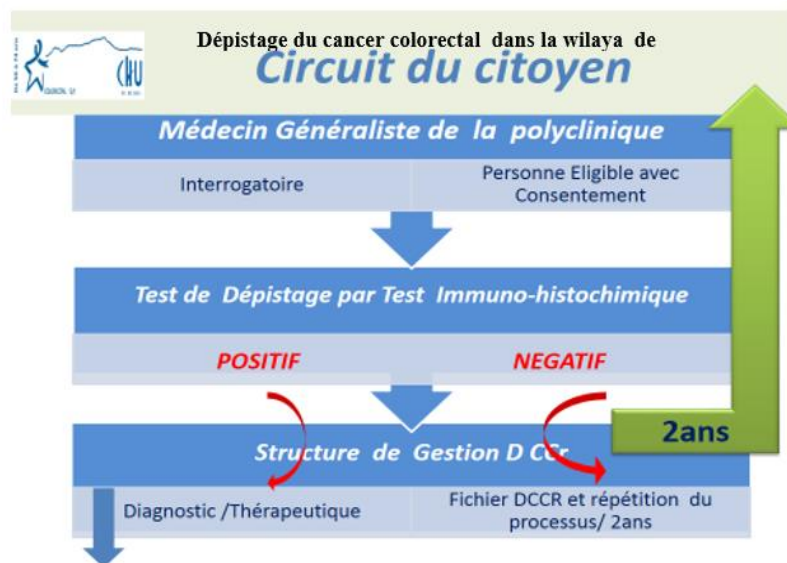 Dépistage du cancer colorectal dans la wilaya de
CHU
Circuit du citoyen
Médecin Généraliste de la polyclinique
Interrogatoire
Personne Eligible avec
Consentement
Test de Dépistage par Test Immuno-histochimique
POSITIF
NEGATIF
2ans
Structure de Gestion D CCr
Diagnostic /Thérapeutique
Fichier DCCR et répétition du
processus/ 2ans